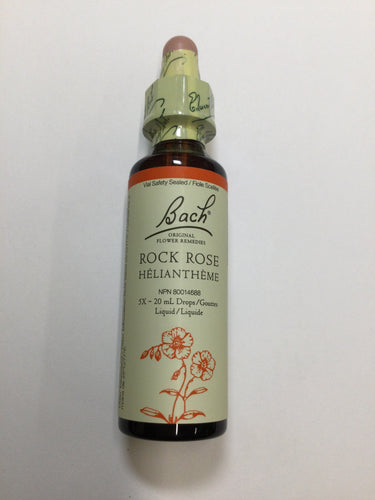 Vial Safety Sealed / Fiole Scellée
Bach®
ORIGINAL
FLOWER REMEDIES
ROCK ROSE
HÉLIANTHÈME
NPN 80014688
5X – 20 mL Drops/Gouttes
Liquid/Liquide